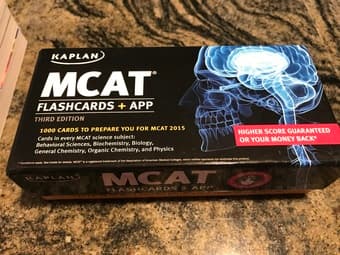 KAPLAN
MCAT®
FLASHCARDS + APP
THIRD EDITION
1000 CARDS TO PREPARE YOU FOR MCAT 2015
Cards in every MCAT science subject:
Behavioral Sciences, Biochemistry, Biology,
General Chemistry, Organic Chemistry, and Physics
HIGHER SCORE GUARANTEED
OR YOUR MONEY BACK*
KAPLAN
MCAT
FLASHCARDS + APP